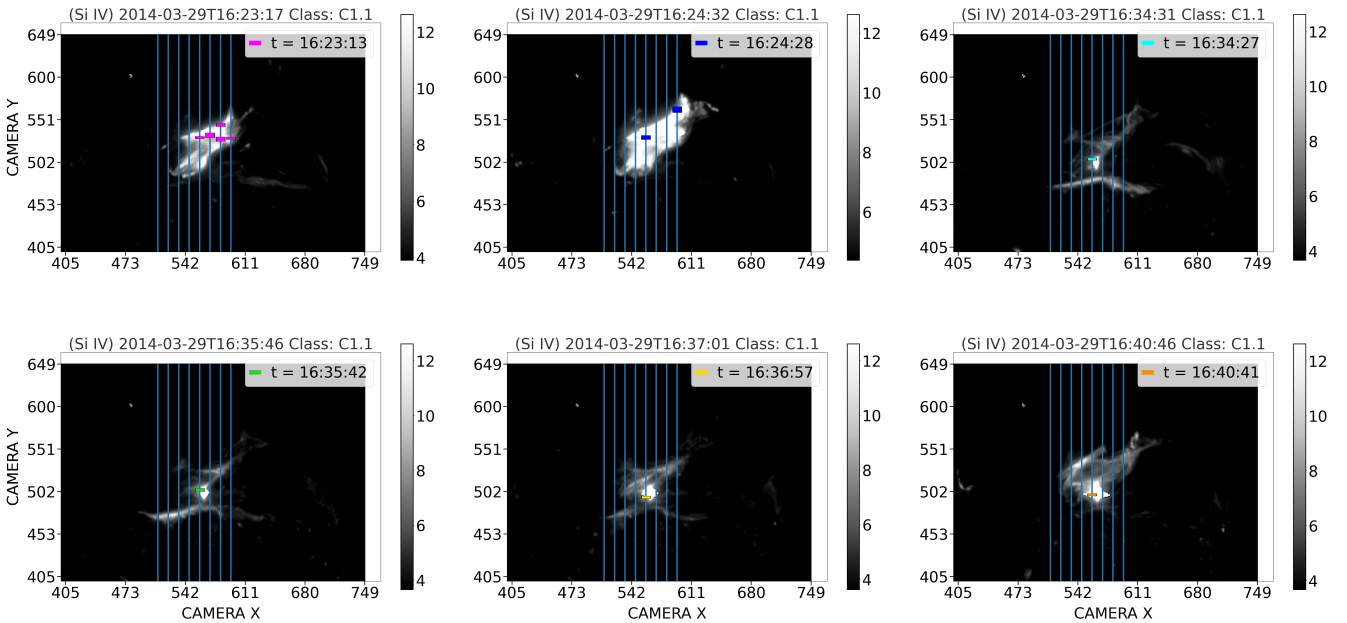 (Si IV) 2014-03-29T16:23:17 Class: C1.1
t = 16:23:13
CAMERA Y
649
600
551
502
453
405
405 473 542 611 680 749
12
10
8
6
4
(Si IV) 2014-03-29T16:24:32 Class: C1.1
t = 16:24:28
649
600
551
502
453
405
405 473 542 611 680 749
12
10
8
6
(Si IV) 2014-03-29T16:34:31 Class: C1.1
t = 16:34:27
649
600
551
502
453
405
405 473 542 611 680 749
12
10
8
6
4
(Si IV) 2014-03-29T16:35:46 Class: C1.1
t = 16:35:42
CAMERA Y
649
600
551
502
453
405
405 473 542 611 680 749
CAMERA X
12
10
8
6
4
(Si IV) 2014-03-29T16:37:01 Class: C1.1
t = 16:36:57
649
600
551
502
453
405
405 473 542 611 680 749
CAMERA X
12
10
8
6
4
(Si IV) 2014-03-29T16:40:46 Class: C1.1
t = 16:40:41
649
600
551
502
453
405
405 473 542 611 680 749
CAMERA X
12
10
8
6
4